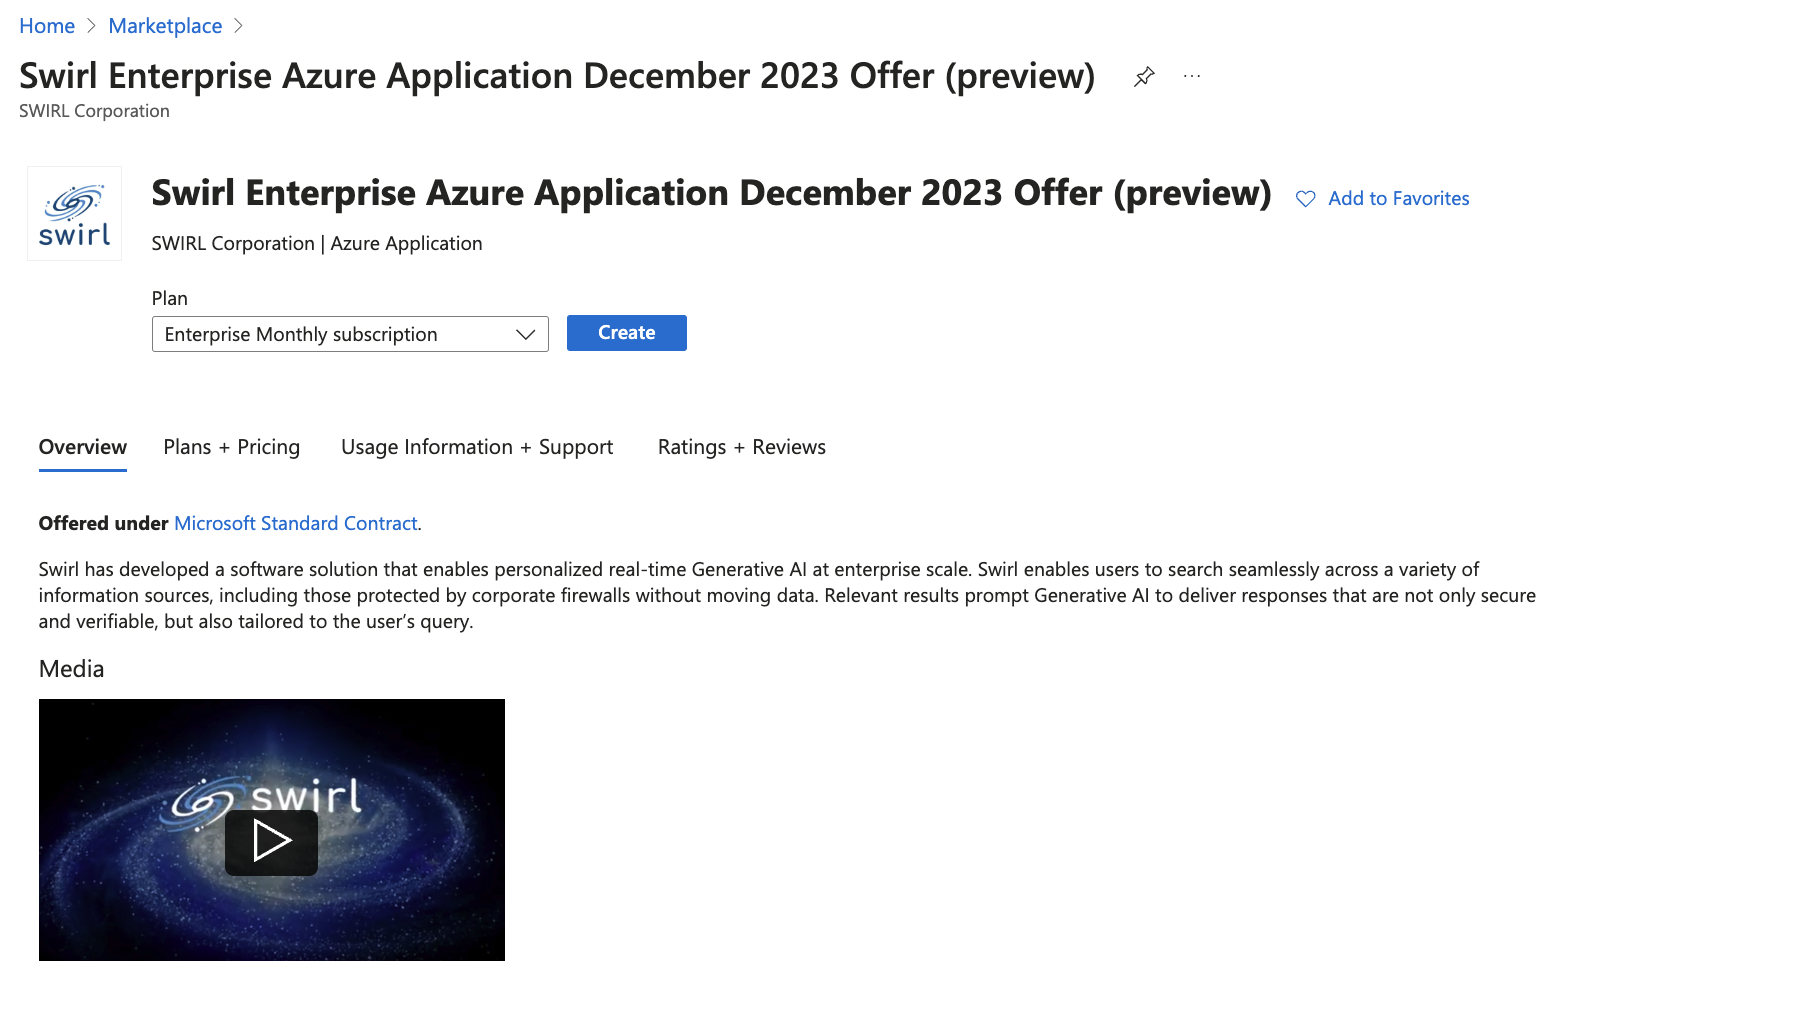 Home > Marketplace >
Swirl Enterprise Azure Application December 2023 Offer (preview) ...
SWIRL Corporation
swirl
Swirl Enterprise Azure Application December 2023 Offer (preview) Add to Favorites
SWIRL Corporation | Azure Application
Plan
Enterprise Monthly subscription Create
Overview Plans + Pricing Usage Information + Support Ratings + Reviews
Offered under Microsoft Standard Contract.
Swirl has developed a software solution that enables personalized real-time Generative AI at enterprise scale. Swirl enables users to search seamlessly across a variety of
information sources, including those protected by corporate firewalls without moving data. Relevant results prompt Generative AI to deliver responses that are not only secure
and verifiable, but also tailored to the user’s query.
Media
swirl